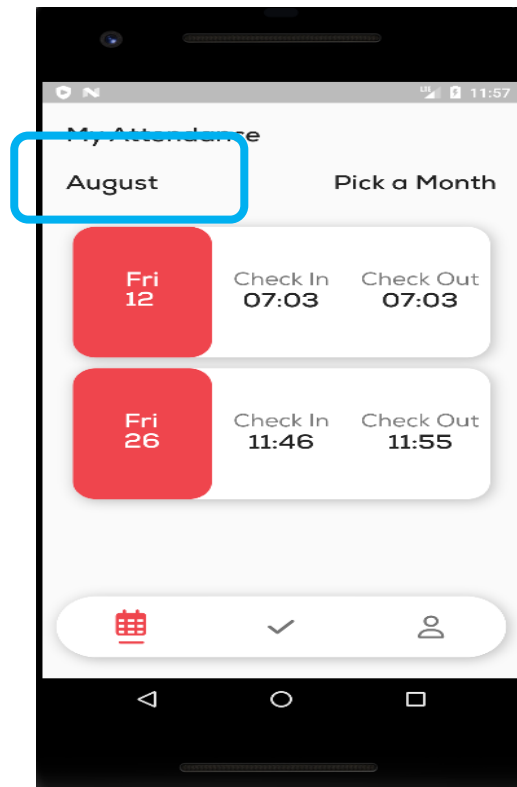 LTE 11:57
My Attendance
August Pick a Month
Fri Check In Check Out
12 07:03 07:03
Fri Check In Check Out
26 11:46 11:55